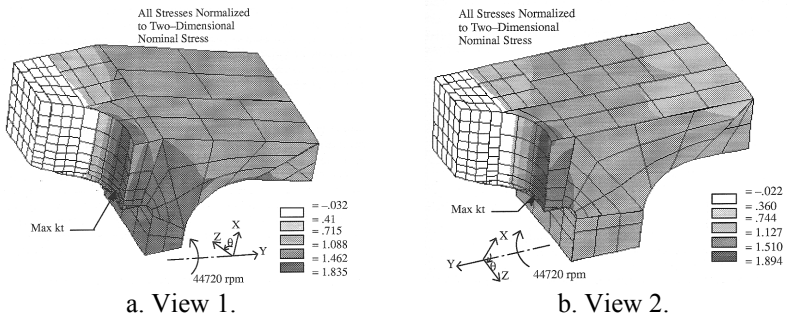 All Stresses Normalized
to Two–Dimensional
Nominal Stress
Max kt
Z
θ
X
Y
44720 rpm
= –.032
= .41
= .715
= 1.088
= 1.462
= 1.835
a. View 1.
All Stresses Normalized
to Two–Dimensional
Nominal Stress
Max kt
X
Y
θ
Z
44720 rpm
= –.022
= .360
= .744
= 1.127
= 1.510
= 1.894
b. View 2.